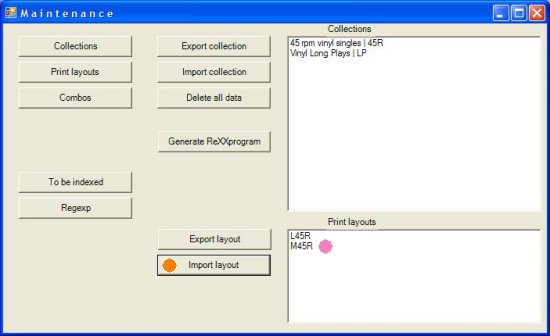 Maintenance
Collections
Print layouts
Combos
To be indexed
Regexp
Export collection
Import collection
Delete all data
Generate ReXXprogram
Export layout
Import layout
Collections
45 rpm vinyl singles | 45R
Vinyl Long Plays | LP
Print layouts
L45R
M45R